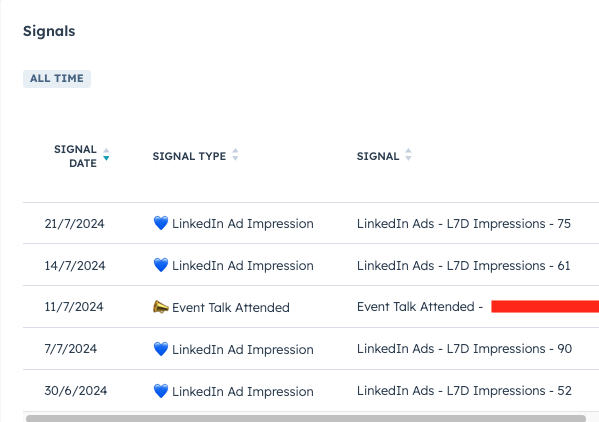 Signals
ALL TIME
SIGNAL DATE SIGNAL TYPE SIGNAL
21/7/2024 💙 LinkedIn Ad Impression LinkedIn Ads - L7D Impressions - 75
14/7/2024 💙 LinkedIn Ad Impression LinkedIn Ads - L7D Impressions - 61
11/7/2024 📣 Event Talk Attended Event Talk Attended -
7/7/2024 💙 LinkedIn Ad Impression LinkedIn Ads - L7D Impressions - 90
30/6/2024 💙 LinkedIn Ad Impression LinkedIn Ads - L7D Impressions - 52